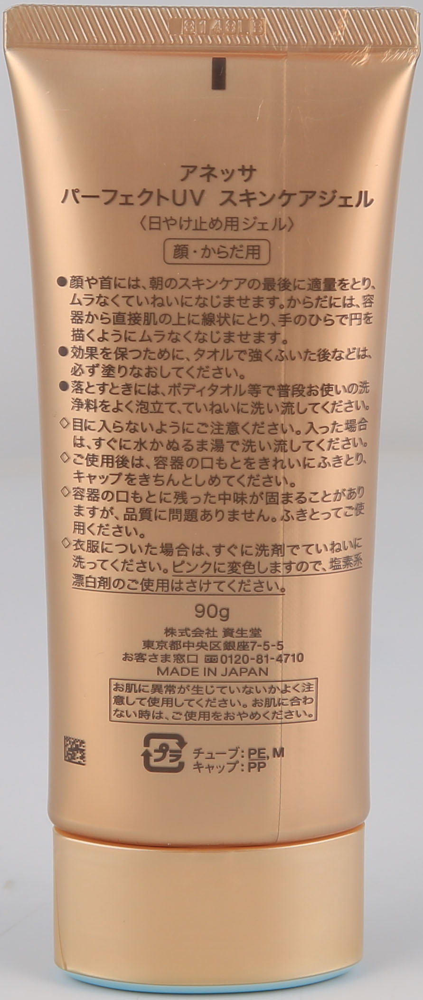 8148LB
アネッサ
パーフェクトUV スキンケアジェル
〈日やけ止め用ジェル〉
顔・からだ用
●顔や首には、朝のスキンケアの最後に適量をとり、
ムラなくていねいになじませます。からだには、容
器から直接肌の上に線状にとり、手のひらで円を
描くようにムラなくなじませます。
●効果を保つために、タオルで強くふいた後などは、
必ず塗りなおしてください。
●落とすときには、ボディタオル等で普段お使いの洗
浄料をよく泡立て、ていねいに洗い流してください。
◇目に入らないようにご注意ください。入った場合
は、すぐに水かぬるま湯で洗い流してください。
◇ご使用後は、容器の口もとをきれいにふきとり、
キャップをきちんとしめてください。
◇容器の口もとに残った中味が固まることがあり
ますが、品質に問題ありません。ふきとってご使
用ください。
◇衣服についた場合は、すぐに洗剤でていねいに
洗ってください。ピンクに変色しますので、塩素系
漂白剤のご使用はさけてください。
90g
株式会社 資生堂
東京都中央区銀座7-5-5
お客さま窓口 0120-81-4710
MADE IN JAPAN
お肌に異常が生じていないかよく注
意して使用してください。お肌に合わ
ない時は、ご使用をおやめください。
プラ チューブ:PE, M
キャップ:PP